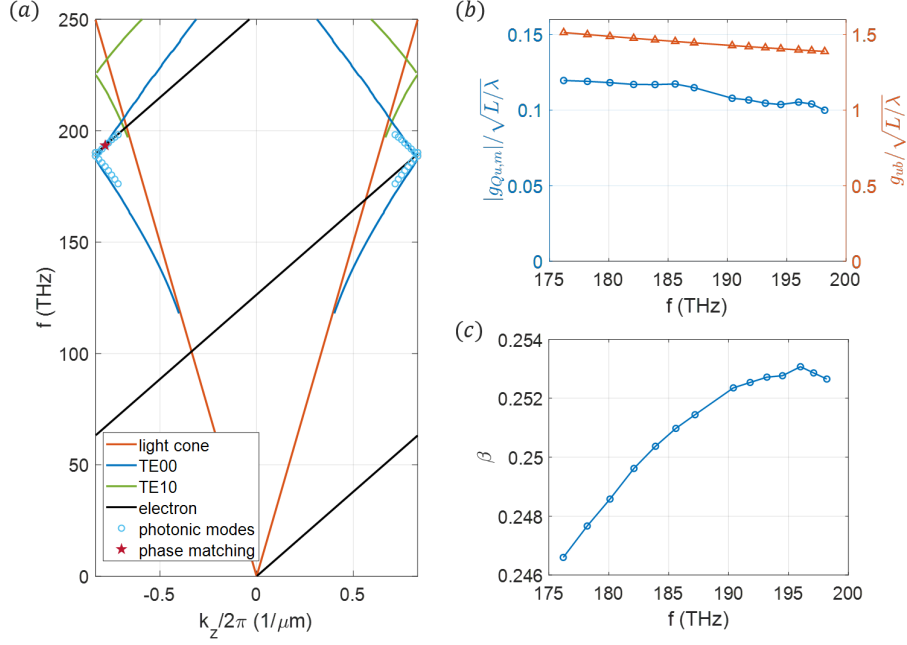 (a)
250
200
150
100
50
0
f (THz)
light cone
TE00
TE10
electron
photonic modes
phase matching
-0.5
0
0.5
k_z/2π (1/μm)
(b)
0.15
0.1
0.05
0
|g_{Qu,m}|/√L/λ
1.5
1
0.5
0
g_{ub}/√L/λ
175
180
185
190
195
200
f (THz)
(c)
0.254
0.252
0.25
0.248
0.246
β
175
180
185
190
195
200
f (THz)